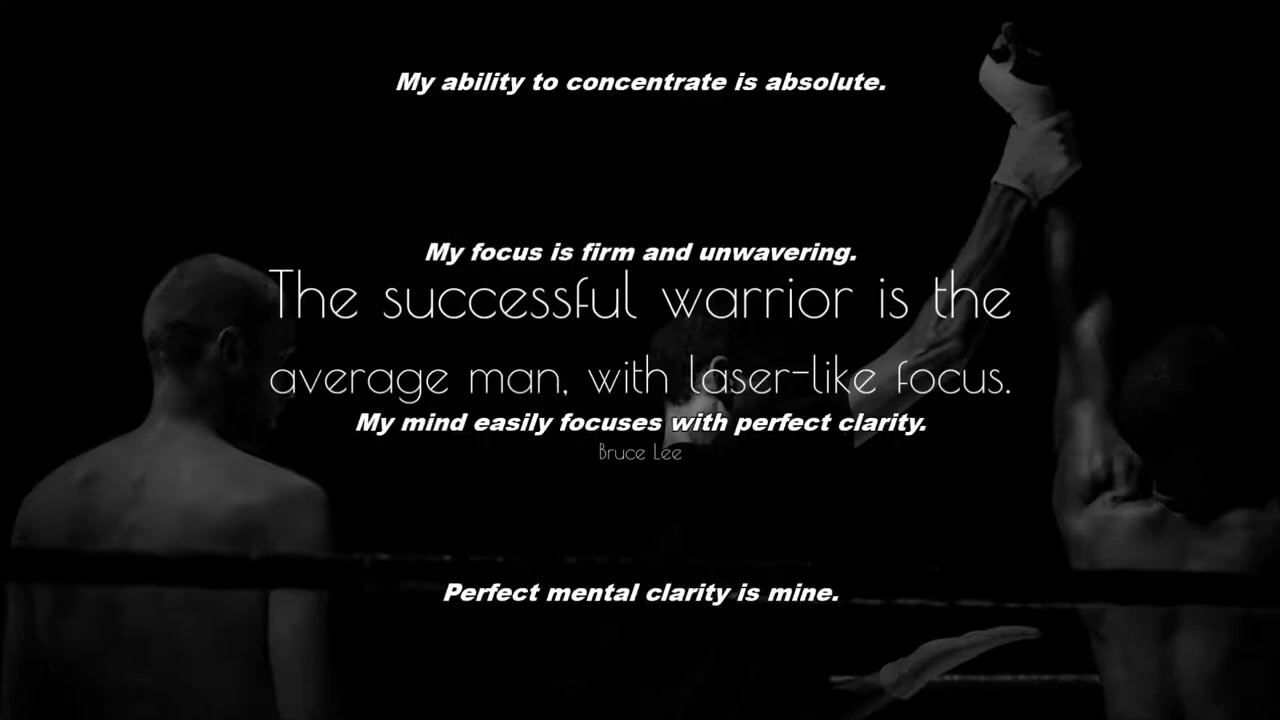 My ability to concentrate is absolute.
My focus is firm and unwavering.
The successful warrior is the
average man, with laser-like focus.
My mind easily focuses with perfect clarity.
Bruce Lee
Perfect mental clarity is mine.